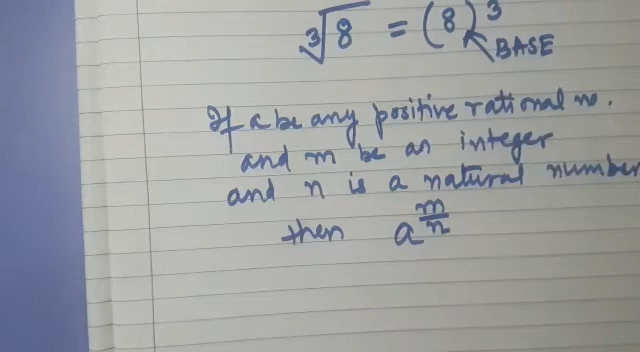 ∛8 = (8)³
BASE
If a be any positive rational no.
and m be an integer
and n is a natural number
then a^(m/n)